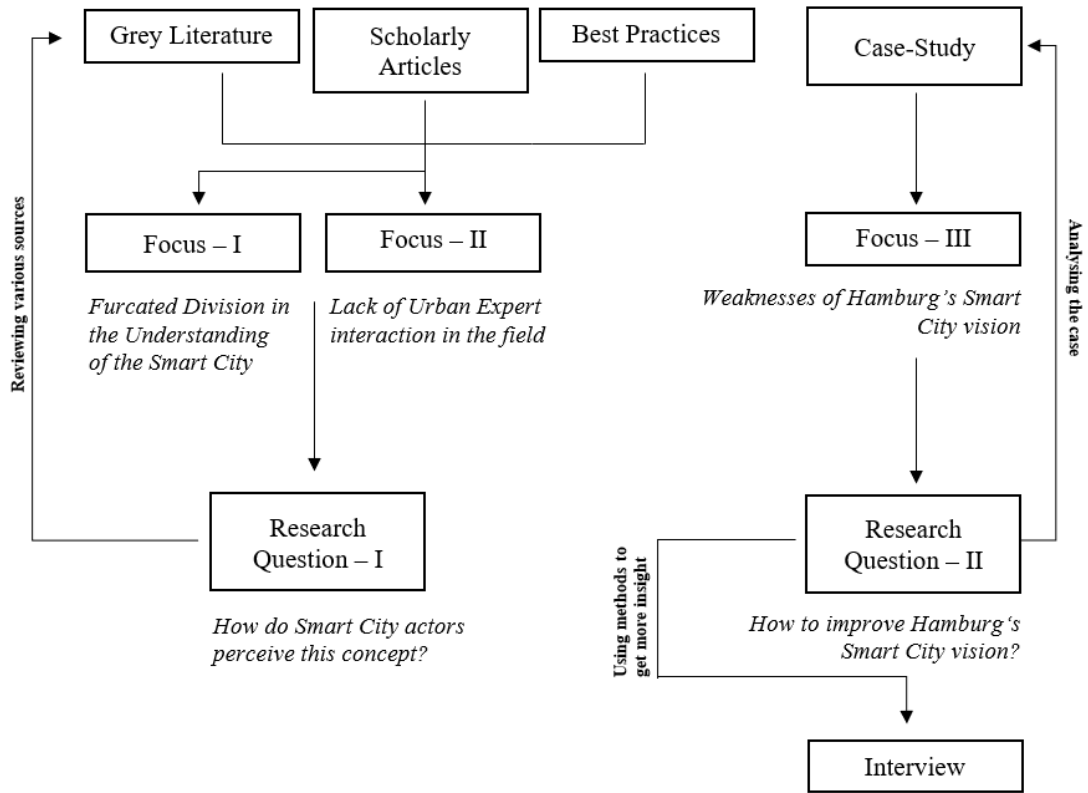 Grey Literature
Scholarly
Articles
Best Practices
Case-Study
Reviewing various sources
Focus – I
Focus – II
Focus – III
Analysing the case
Furcated Division in
the Understanding
of the Smart City
Lack of Urban Expert
interaction in the field
Weaknesses of Hamburg's Smart
City vision
Research
Question – I
Research
Question – II
How do Smart City actors
perceive this concept?
Using methods to
get more insight
How to improve Hamburg‘s
Smart City vision?
Interview